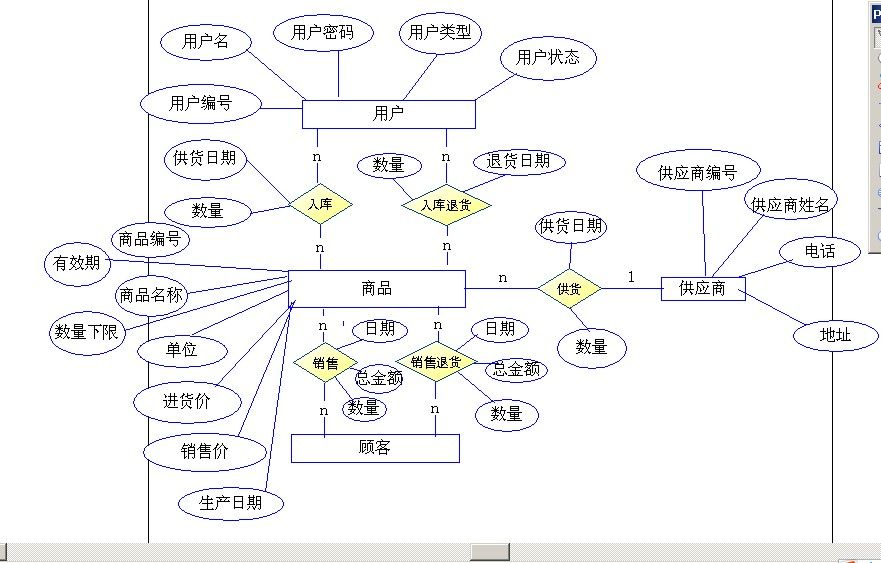 用户名
用户密码
用户类型
用户状态
用户编号
用户
供货日期
n
数量
n
退货日期
供应商编号
数量
入库
入库退货
供应商姓名
商品编号
n
n
供货日期
电话
有效期
商品名称
商品
n
供货
1
供应商
数量下限
单位
n
日期
n
日期
数量
地址
销售
总金额
销售退货
总金额
进货价
n
数量
n
数量
销售价
顾客
生产日期